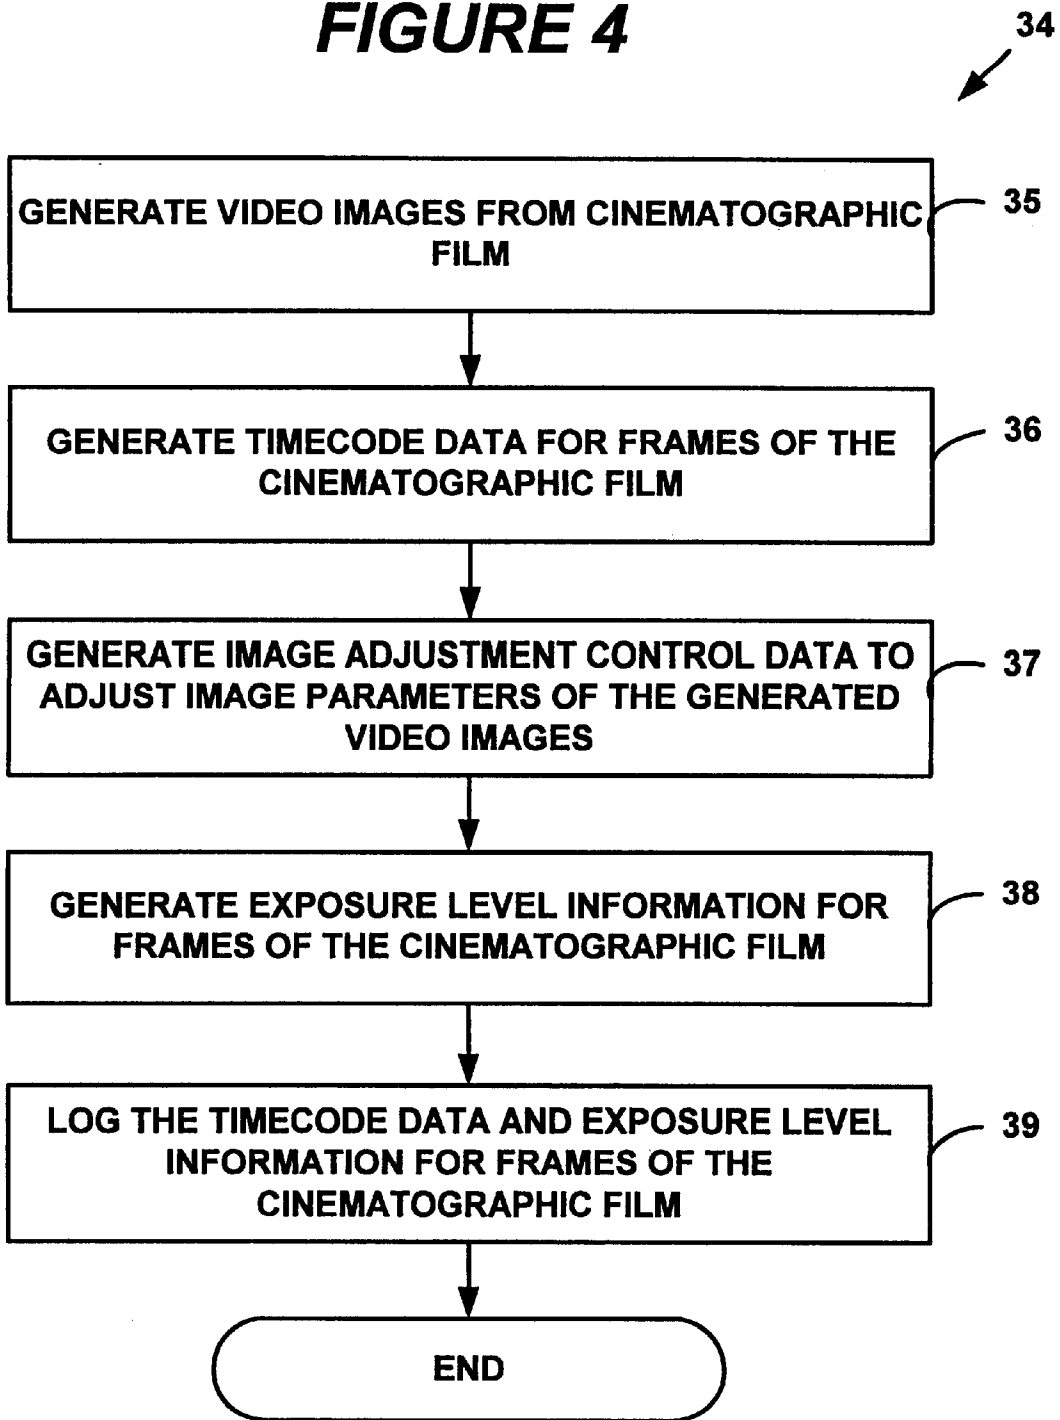 FIGURE 4
34
GENERATE VIDEO IMAGES FROM CINEMATOGRAPHIC
FILM
35
GENERATE TIMECODE DATA FOR FRAMES OF THE
CINEMATOGRAPHIC FILM
36
GENERATE IMAGE ADJUSTMENT CONTROL DATA TO
ADJUST IMAGE PARAMETERS OF THE GENERATED
VIDEO IMAGES
37
GENERATE EXPOSURE LEVEL INFORMATION FOR
FRAMES OF THE CINEMATOGRAPHIC FILM
38
LOG THE TIMECODE DATA AND EXPOSURE LEVEL
INFORMATION FOR FRAMES OF THE
CINEMATOGRAPHIC FILM
39
END